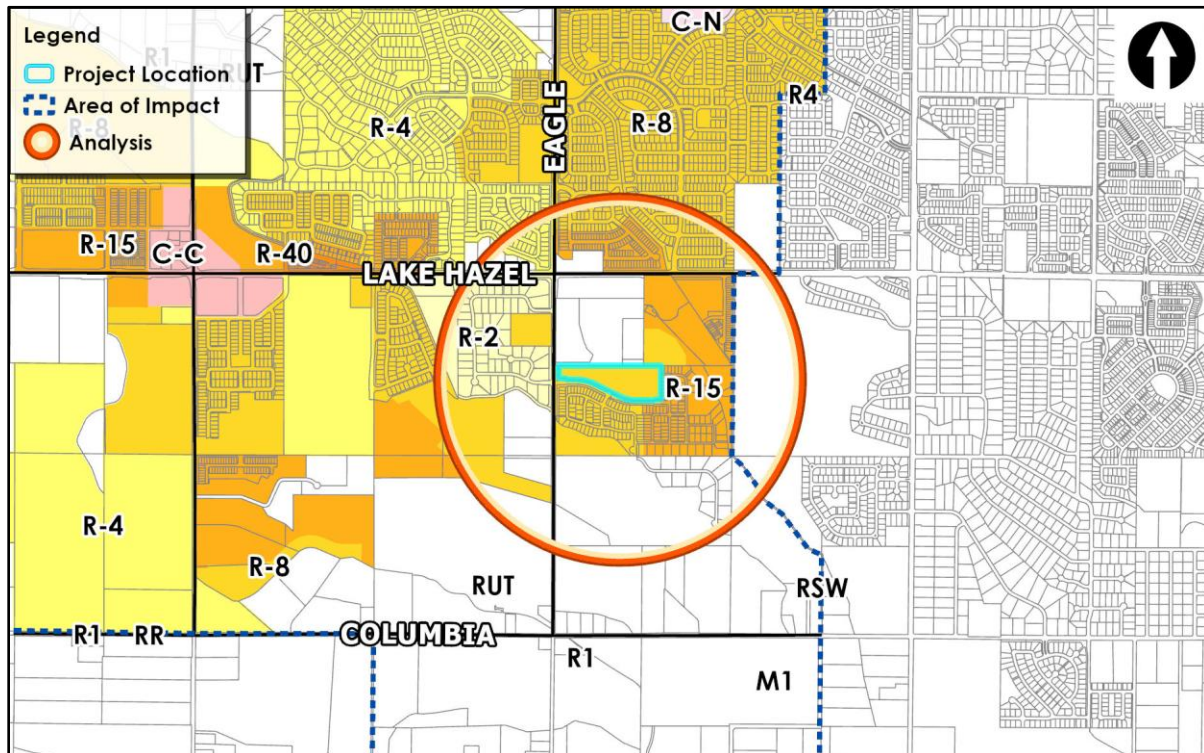 Legend
Project Location
Area of Impact
Analysis
R1
RUT
R-8
C-N
R4
EAGLE
R-4
R-8
R-15
C-C
R-40
LAKE HAZEL
R-2
R-15
R-4
R-8
RUT
RSW
R1
RR
COLUMBIA
R1
M1